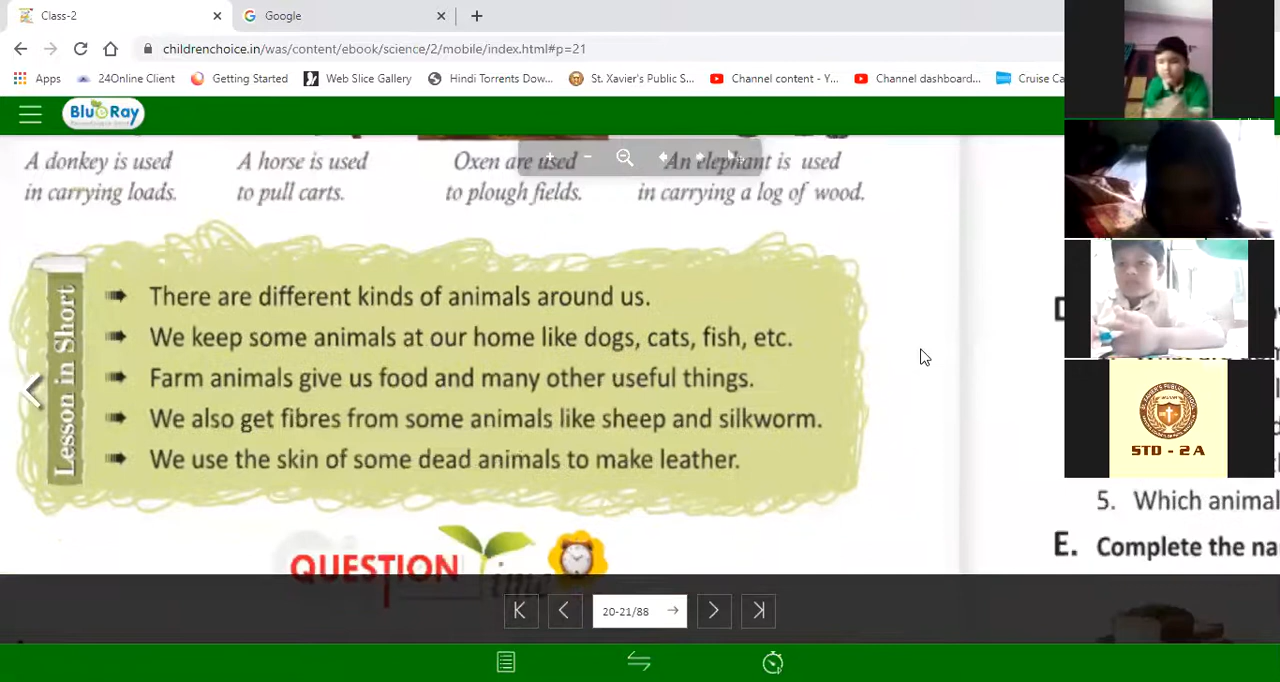 Class-2
Google
childrenchoice.in/was/content/ebook/science/2/mobile/index.html#p=21
Apps
24Online Client
Getting Started
Web Slice Gallery
Hindi Torrents Dow...
St. Xavier's Public S...
Channel content - Y...
Channel dashboard...
Cruise Ca
Blue Ray
A donkey is used
in carrying loads.
A horse is used
to pull carts.
Oxen are used
to plough fields.
An elephant is used
in carrying a log of wood.
Lesson in Short
There are different kinds of animals around us.
We keep some animals at our home like dogs, cats, fish, etc.
Farm animals give us food and many other useful things.
We also get fibres from some animals like sheep and silkworm.
We use the skin of some dead animals to make leather.
QUESTION Time
5. Which animal
E. Complete the na
STD - 2 A
20-21/88